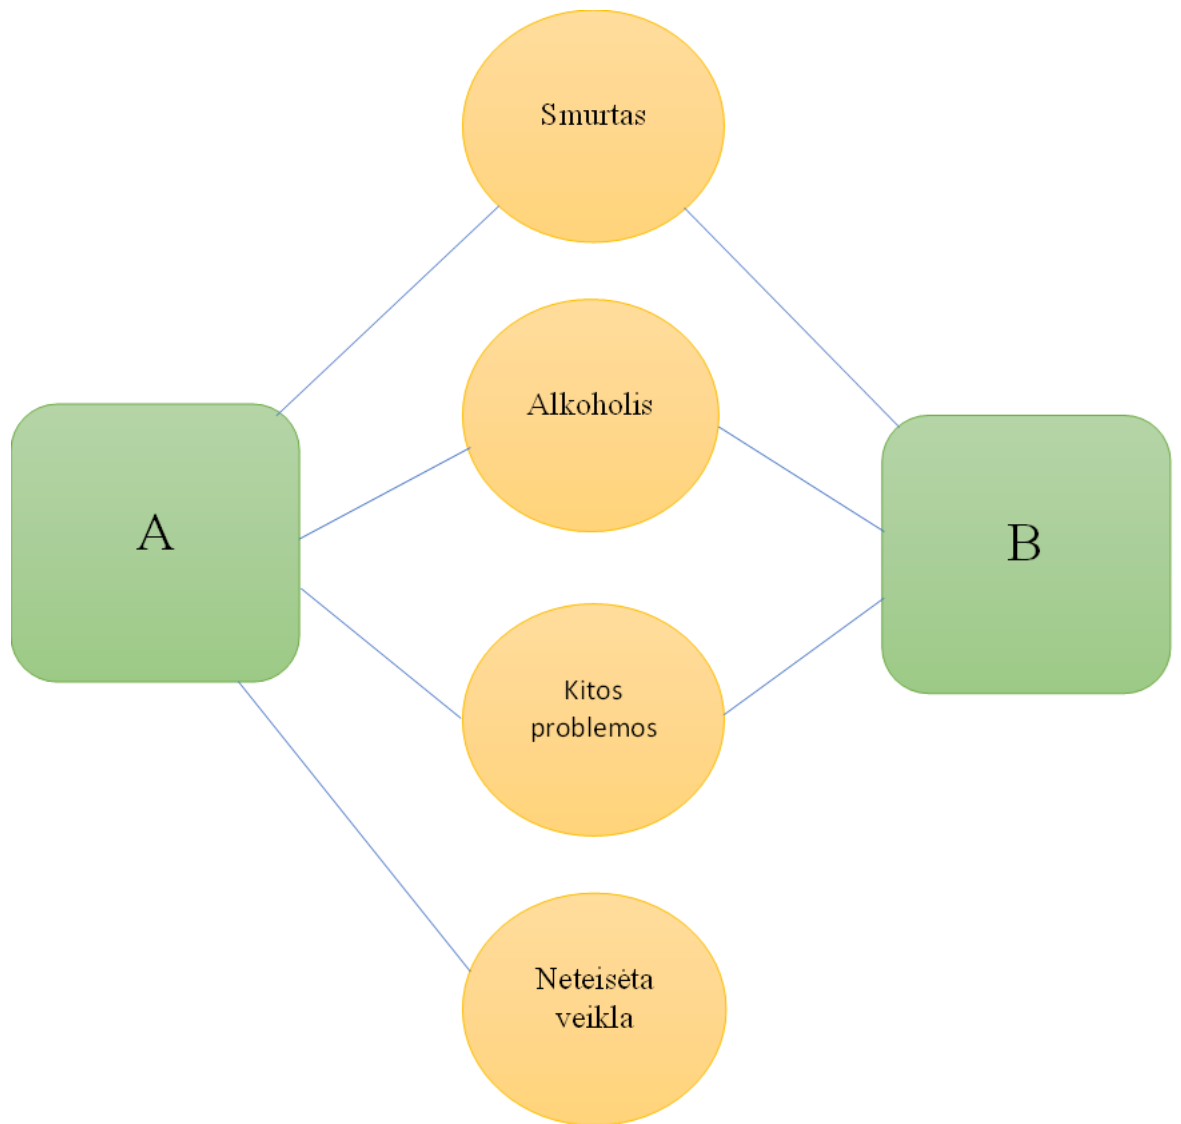 Smurtas
Alkoholis
A
B
Kitos
problemos
Neteisėta
veikla